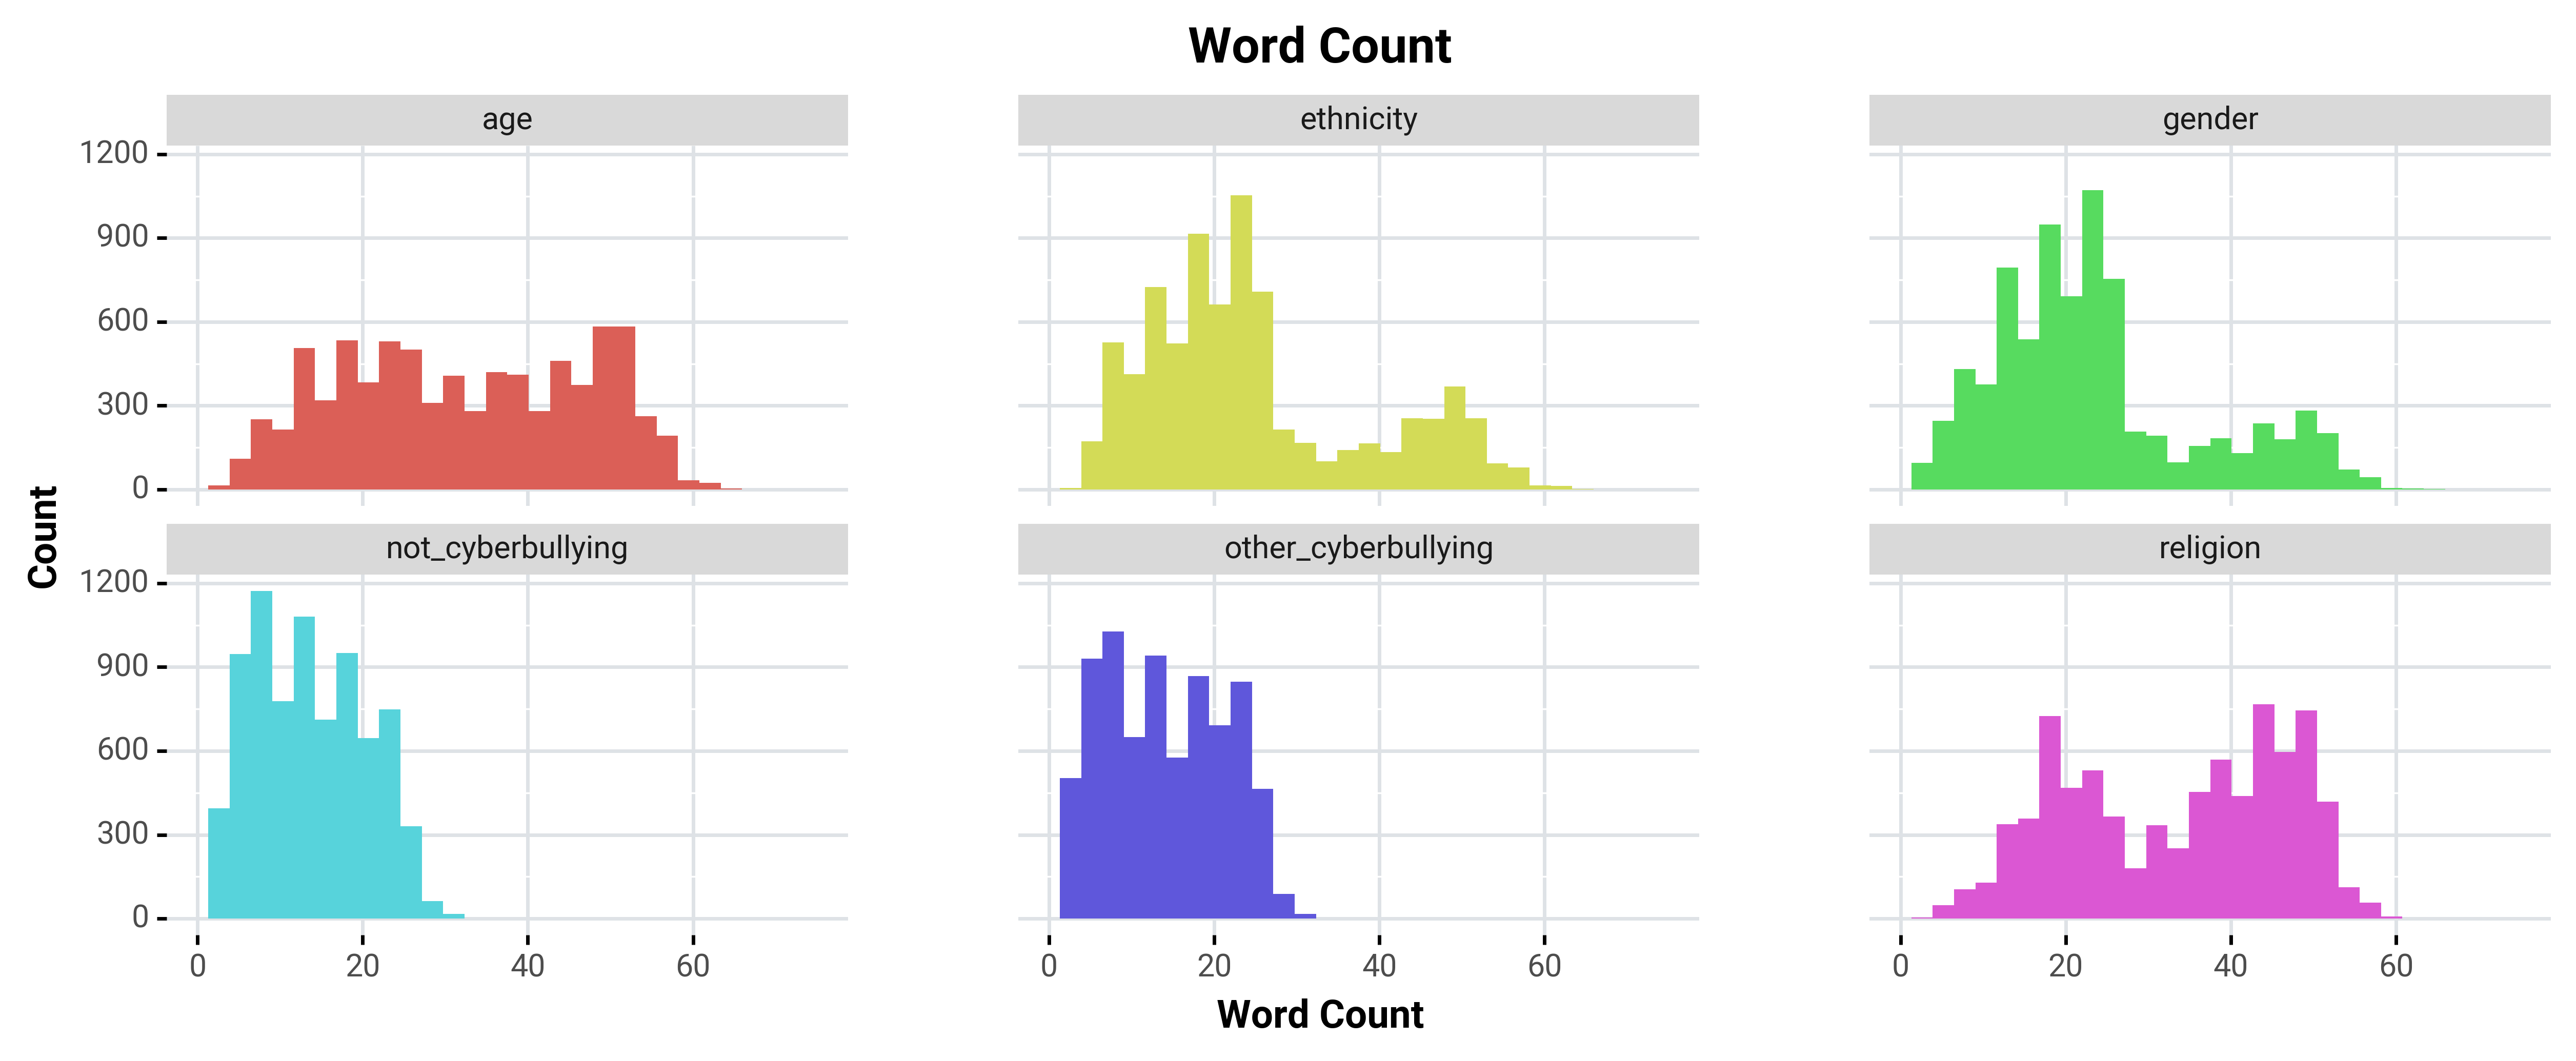 Word Count
age
ethnicity
gender
1200
900
600
300
0
Count
not_cyberbullying
other_cyberbullying
religion
1200
900
600
300
0
0 20 40 60
0 20 40 60
0 20 40 60
Word Count